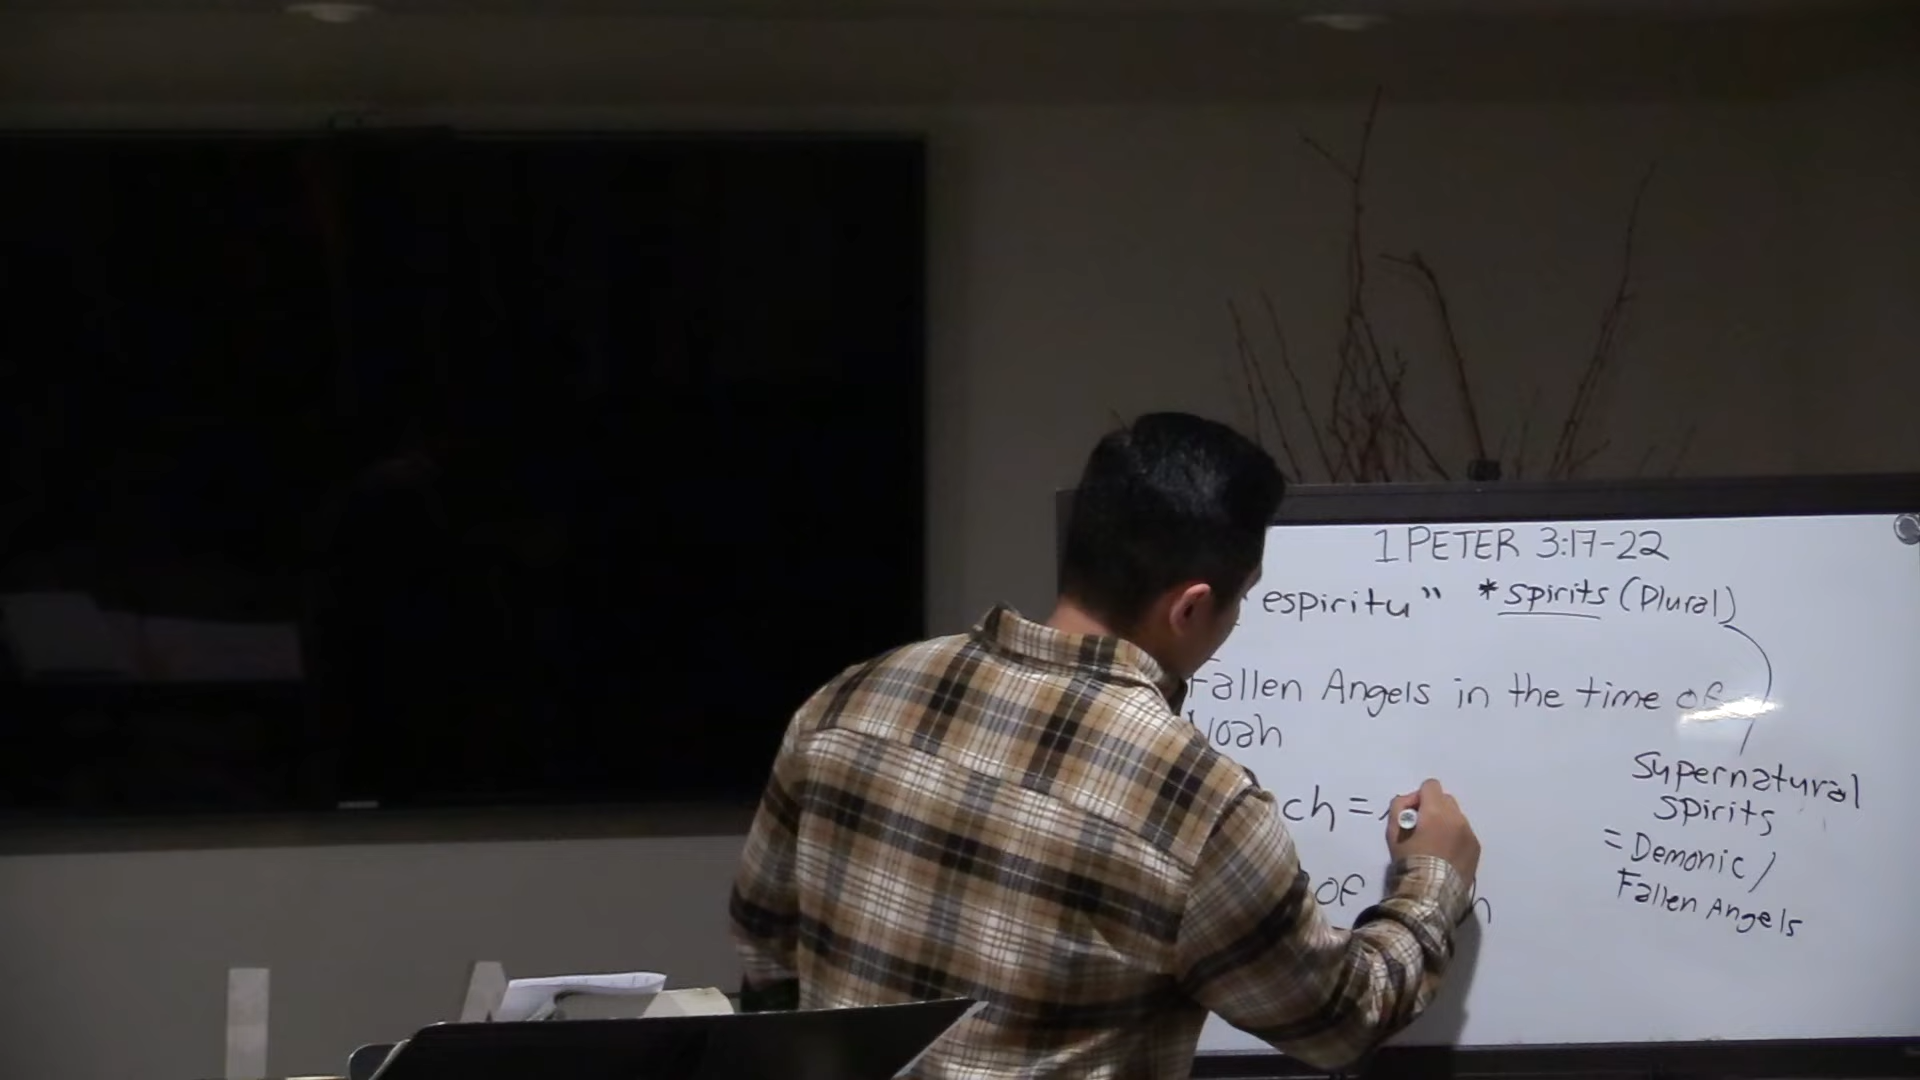 1 PETER 3:17-22
espiritu" *spirits (Plural)
Fallen Angels in the time of
Noah
ch =
of
Supernatural
spirits
= Demonic /
Fallen Angels